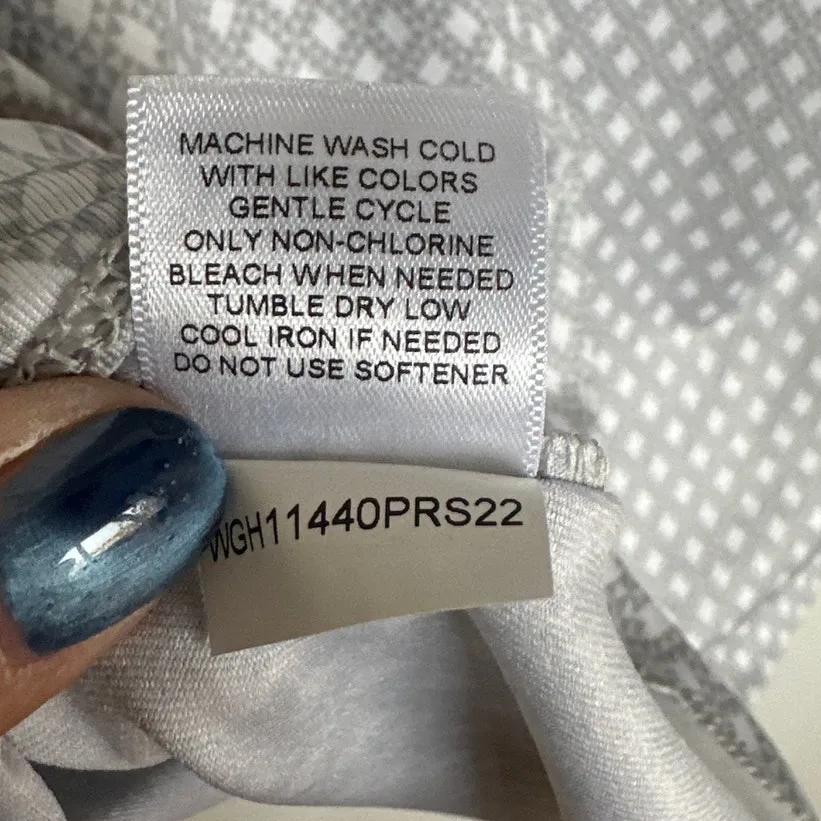 MACHINE WASH COLD
WITH LIKE COLORS
GENTLE CYCLE
ONLY NON-CHLORINE
BLEACH WHEN NEEDED
TUMBLE DRY LOW
COOL IRON IF NEEDED
DO NOT USE SOFTENER
WGH11440PRS22